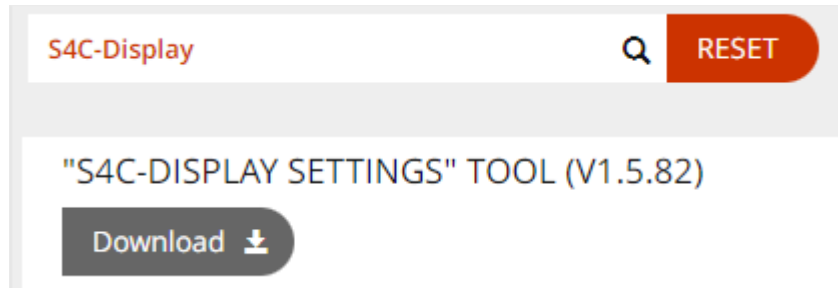 S4C-Display RESET
"S4C-DISPLAY SETTINGS" TOOL (V1.5.82)
Download